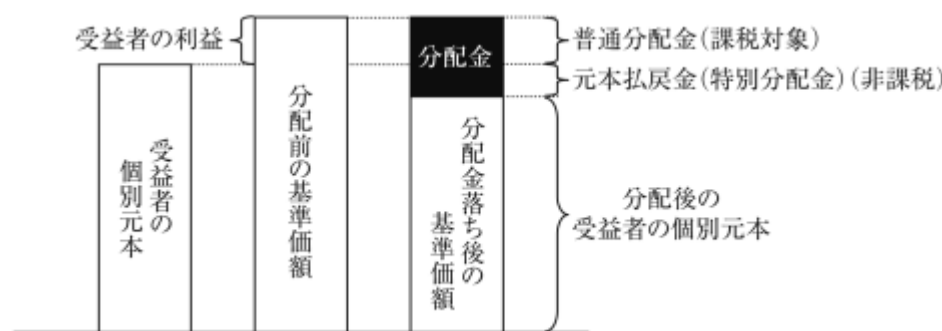 受益者の利益
受益者の
個別元本
分配前の基準価額
分配金
分配金落ち後の
基準価額
普通分配金(課税対象)
元本払戻金(特別分配金)(非課税)
分配後の
受益者の個別元本